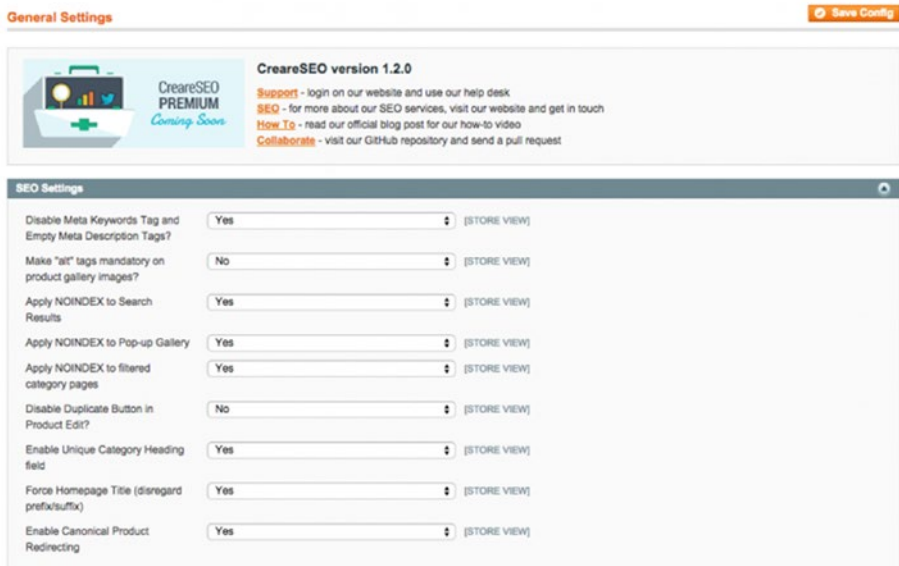 General Settings
Save Config
CreareSEO
PREMIUM
Coming Soon
CreareSEO version 1.2.0
Support - login on our website and use our help desk
SEO - for more about our SEO services, visit our website and get in touch
How To - read our official blog post for our how-to video
Collaborate - visit our GitHub repository and send a pull request
SEO Settings
Disable Meta Keywords Tag and Yes [STORE VIEW]
Empty Meta Description Tags?
Make "alt" tags mandatory on No [STORE VIEW]
product gallery images?
Apply NOINDEX to Search Yes [STORE VIEW]
Results
Apply NOINDEX to Pop-up Gallery Yes [STORE VIEW]
Apply NOINDEX to filtered Yes [STORE VIEW]
category pages
Disable Duplicate Button in No [STORE VIEW]
Product Edit?
Enable Unique Category Heading Yes [STORE VIEW]
field
Force Homepage Title (disregard Yes [STORE VIEW]
prefix/suffix)
Enable Canonical Product Yes [STORE VIEW]
Redirecting